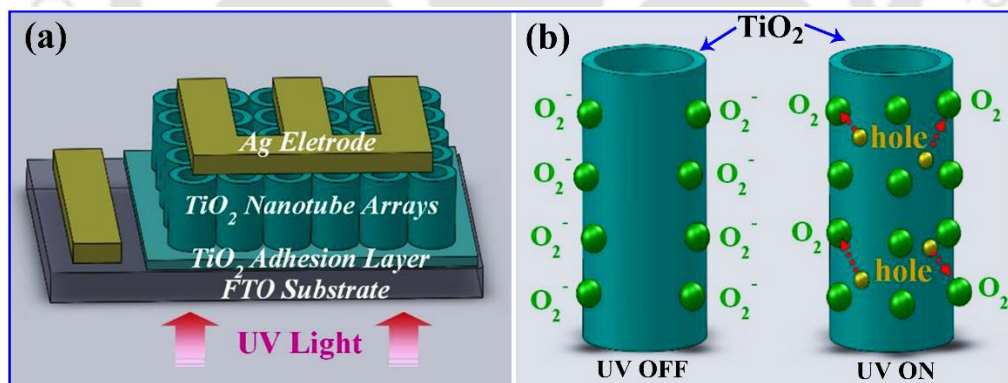 (a)
Ag Eletrode
TiO₂ Nanotube Arrays
TiO₂ Adhesion Layer
FTO Substrate
UV Light
(b)
TiO₂
O₂⁻
O₂⁻
O₂⁻
O₂⁻
O₂⁻
O₂⁻
O₂⁻
O₂⁻
UV OFF
O₂
O₂
hole
O₂
hole
O₂
UV ON